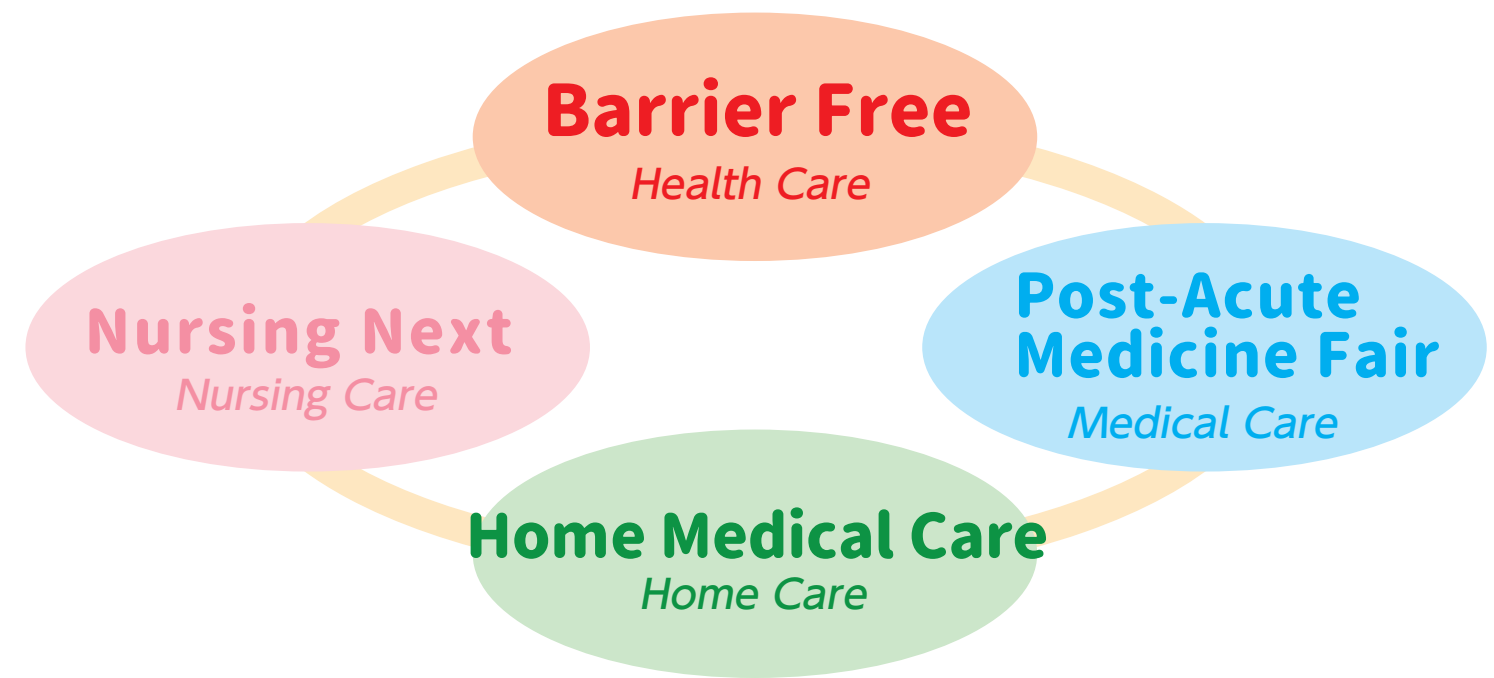 Barrier Free
Health Care
Nursing Next
Nursing Care
Post-Acute
Medicine Fair
Medical Care
Home Medical Care
Home Care